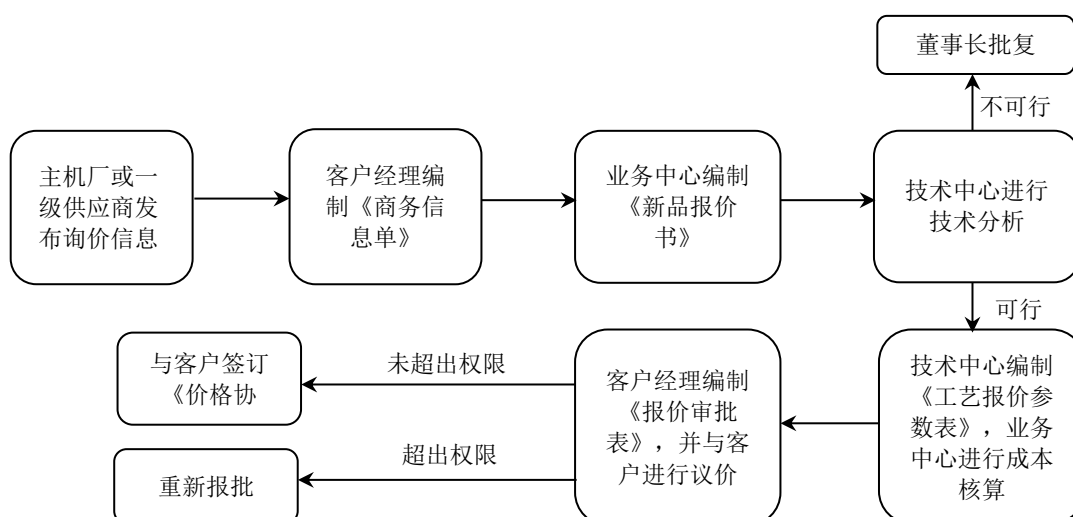 董事长批复
不可行
主机厂或一
级供应商发
布询价信息
客户经理编
制《商务信
息单》
业务中心编制
《新品报价
书》
技术中心进行
技术分析
可行
技术中心编制
《工艺报价参
数表》，业务
中心进行成本
核算
客户经理编制
《报价审批
表》，并与客
户进行议价
未超出权限
与客户签订
《价格协
超出权限
重新报批